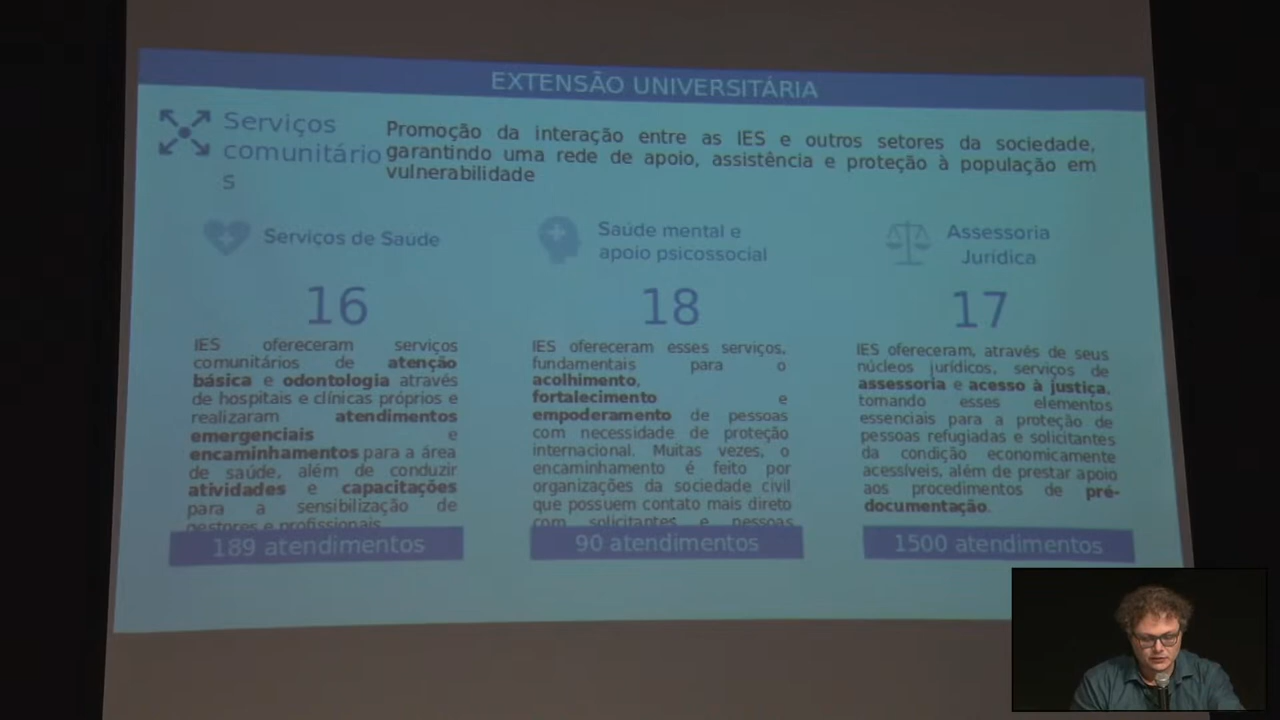 EXTENSÃO UNIVERSITÁRIA
Serviços
comunitário
s
Promoção da interação entre as IES e outros setores da sociedade,
garantindo uma rede de apoio, assistência e proteção à população em
vulnerabilidade
Serviços de Saúde
16
IES ofereceram serviços
comunitários de atenção
básica e odontologia através
de hospitais e clínicas próprios e
realizaram atendimentos
emergenciais e
encaminhamentos para a área
de saúde, além de conduzir
atividades e capacitações
para a sensibilização de
gestores e profissionais
189 atendimentos
Saúde mental e
apoio psicossocial
18
IES ofereceram esses serviços,
fundamentais para o
acolhimento,
fortalecimento e
empoderamento de pessoas
com necessidade de proteção
internacional. Muitas vezes, o
encaminhamento é feito por
organizações da sociedade civil
que possuem contato mais direto
com solicitantes e pessoas
90 atendimentos
Assessoria
Jurídica
17
IES ofereceram, através de seus
núcleos jurídicos, serviços de
assessoria e acesso à justiça,
tornando esses elementos
essenciais para a proteção de
pessoas refugiadas e solicitantes
da condição economicamente
acessíveis, além de prestar apoio
aos procedimentos de pré-
documentação.
1500 atendimentos